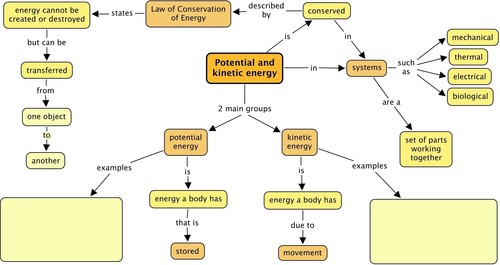 energy cannot be
created or destroyed
states
Law of Conservation
of Energy
described
by
conserved
but can be
is
in
transferred
Potential and
kinetic energy
in
systems
such
as
mechanical
thermal
electrical
biological
from
one object
to
another
2 main groups
are a
set of parts
working
together
potential
energy
kinetic
energy
examples
is
is
examples
energy a body has
energy a body has
that is
due to
stored
movement